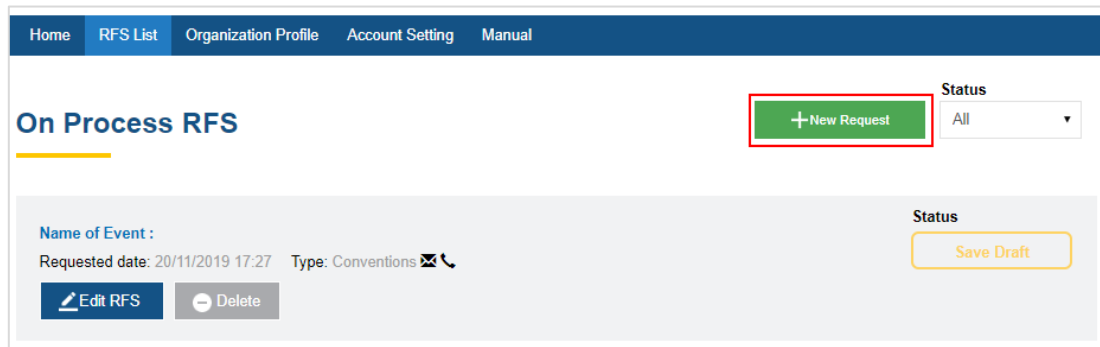 Home RFS List Organization Profile Account Setting Manual
Status
On Process RFS
+New Request All
Status
Name of Event :
Save Draft
Requested date: 20/11/2019 17:27 Type: Conventions
Edit RFS Delete